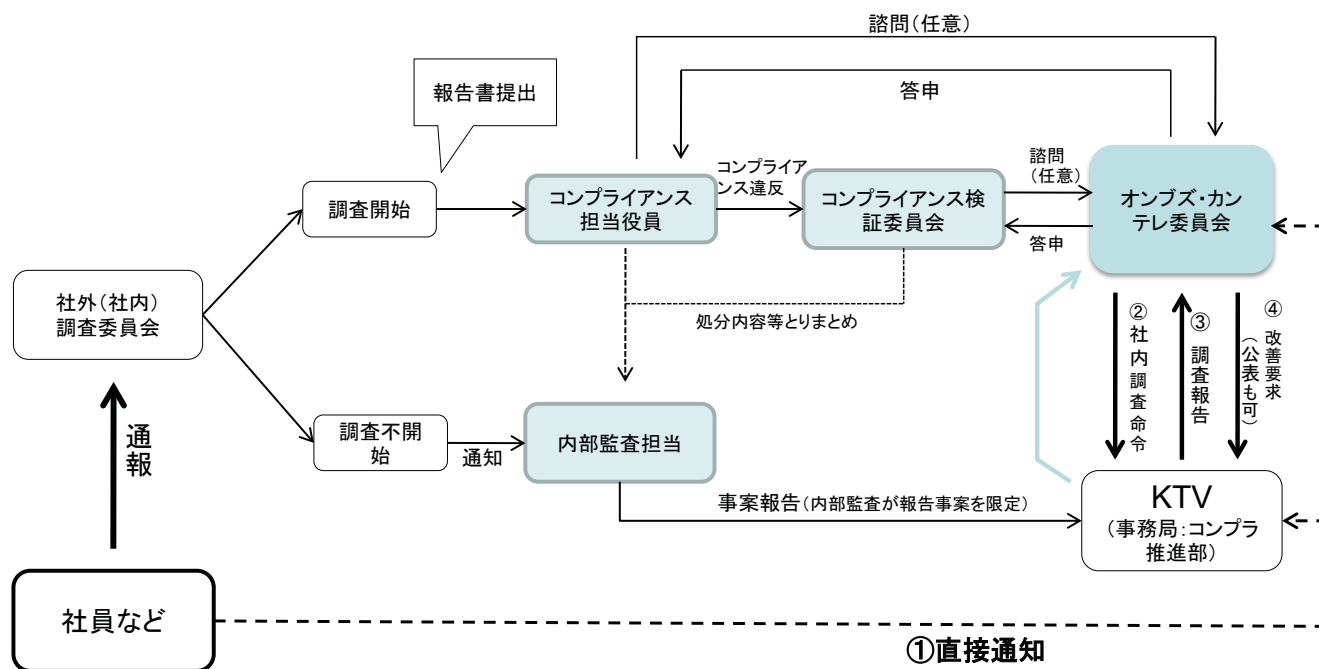 諮問（任意）
報告書提出
答申
調査開始
コンプライアンス
担当役員
コンプライア
ンス違反
コンプライアンス検
証委員会
諮問
（任意）
答申
オンブズ・カン
テレ委員会
社外（社内）
調査委員会
処分内容等とりまとめ
②社内調査命令
③ 調査報告
④ 改善要求
（公表も可）
通報
調査不開
始
通知
内部監査担当
事案報告（内部監査が報告事案を限定）
KTV
（事務局：コンプラ
推進部）
社員など
①直接通知